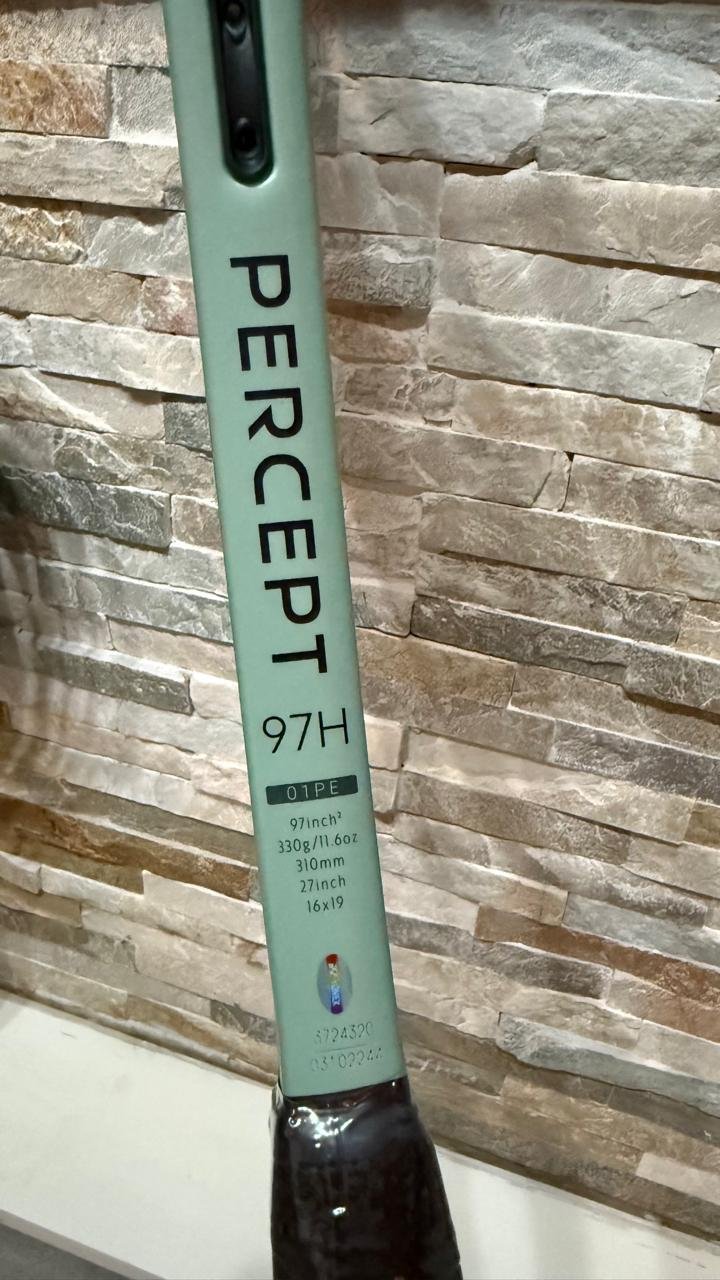 PERCEPT
97H
01PE
97inch²
330g/11.6oz
310mm
27inch
16x19